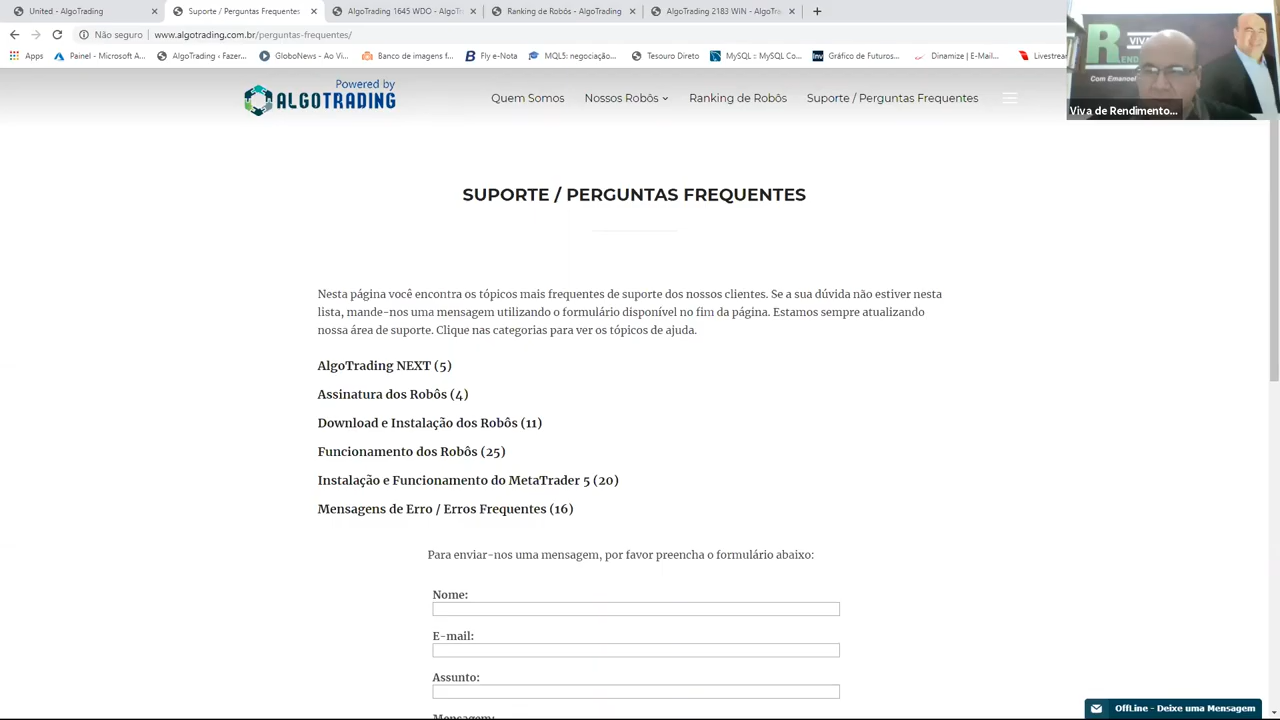 United - AlgoTrading
Suporte / Perguntas Frequentes
AlgoTrading 1645 WDO - AlgoTr
Ranking de Robôs - AlgoTrading
AlgoTrading 2183 WIN - AlgoTra
Não seguro
www.algotrading.com.br/perguntas-frequentes/
Apps
Painel - Microsoft A...
AlgoTrading ‹ Fazer...
GloboNews - Ao Vi...
Banco de imagens f...
Fly e-Nota
MQL5: negociação...
Tesouro Direto
MySQL :: MySQL Co...
Gráfico de Futuros...
Dinamize | E-Mail...
Livestrea
R VIV
END
Com Emanoel
Viva de Rendimento...
Powered by
ALGOTRADING
Quem Somos
Nossos Robôs
Ranking de Robôs
Suporte / Perguntas Frequentes
SUPORTE / PERGUNTAS FREQUENTES
Nesta página você encontra os tópicos mais frequentes de suporte dos nossos clientes. Se a sua dúvida não estiver nesta
lista, mande-nos uma mensagem utilizando o formulário disponível no fim da página. Estamos sempre atualizando
nossa área de suporte. Clique nas categorias para ver os tópicos de ajuda.
AlgoTrading NEXT (5)
Assinatura dos Robôs (4)
Download e Instalação dos Robôs (11)
Funcionamento dos Robôs (25)
Instalação e Funcionamento do MetaTrader 5 (20)
Mensagens de Erro / Erros Frequentes (16)
Para enviar-nos uma mensagem, por favor preencha o formulário abaixo:
Nome:
E-mail:
Assunto:
Mensagem:
OffLine - Deixe uma Mensagem